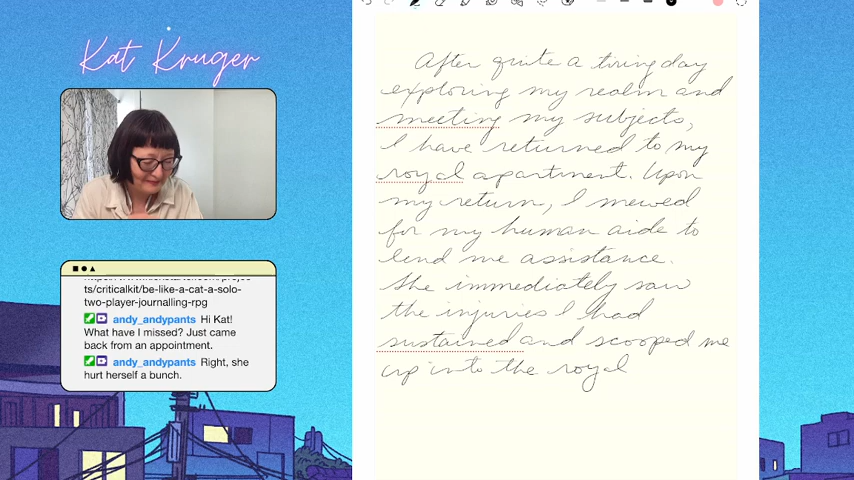 Kat Kruger
ts/criticalkit/be-like-a-cat-a-solo-
two-player-journalling-rpg
andy_andypants Hi Kat!
What have I missed? Just came
back from an appointment.
andy_andypants Right, she
hurt herself a bunch.
After quite a tiring day
exploring my realm and
meeting my subjects,
I have returned to my
royal apartment. Upon
my return, I mewed
for my human aide to
lend me assistance.
She immediately saw
the injuries I had
sustained and scooped me
up into the royal